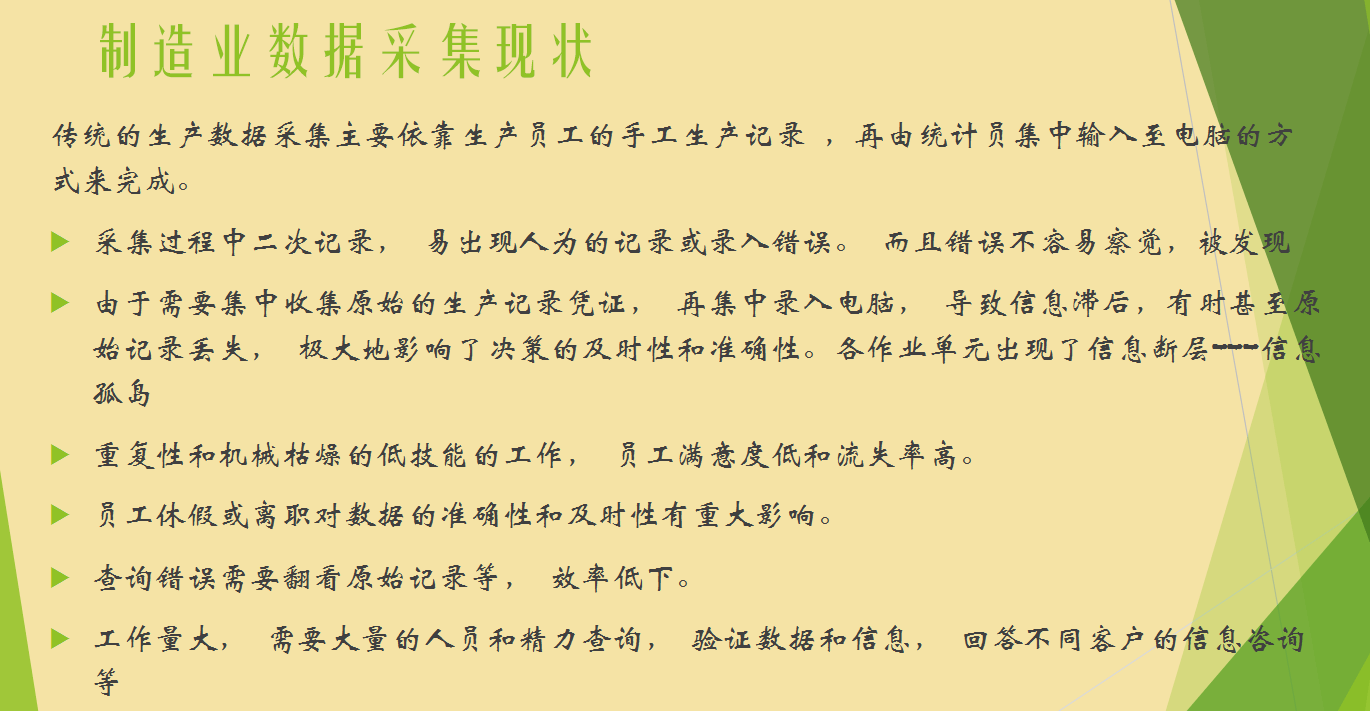 制造业数据采集现状
传统的生产数据采集主要依靠生产员工的手工生产记录 ，再由统计员集中输入至电脑的方
式来完成。
采集过程中二次记录， 易出现人为的记录或录入错误。 而且错误不容易察觉，被发现
由于需要集中收集原始的生产记录凭证， 再集中录入电脑， 导致信息滞后，有时甚至原
始记录丢失， 极大地影响了决策的及时性和准确性。各作业单元出现了信息断层----信息
孤岛
重复性和机械枯燥的低技能的工作， 员工满意度低和流失率高。
员工休假或离职对数据的准确性和及时性有重大影响。
查询错误需要翻看原始记录等， 效率低下。
工作量大， 需要大量的人员和精力查询， 验证数据和信息， 回答不同客户的信息咨询
等